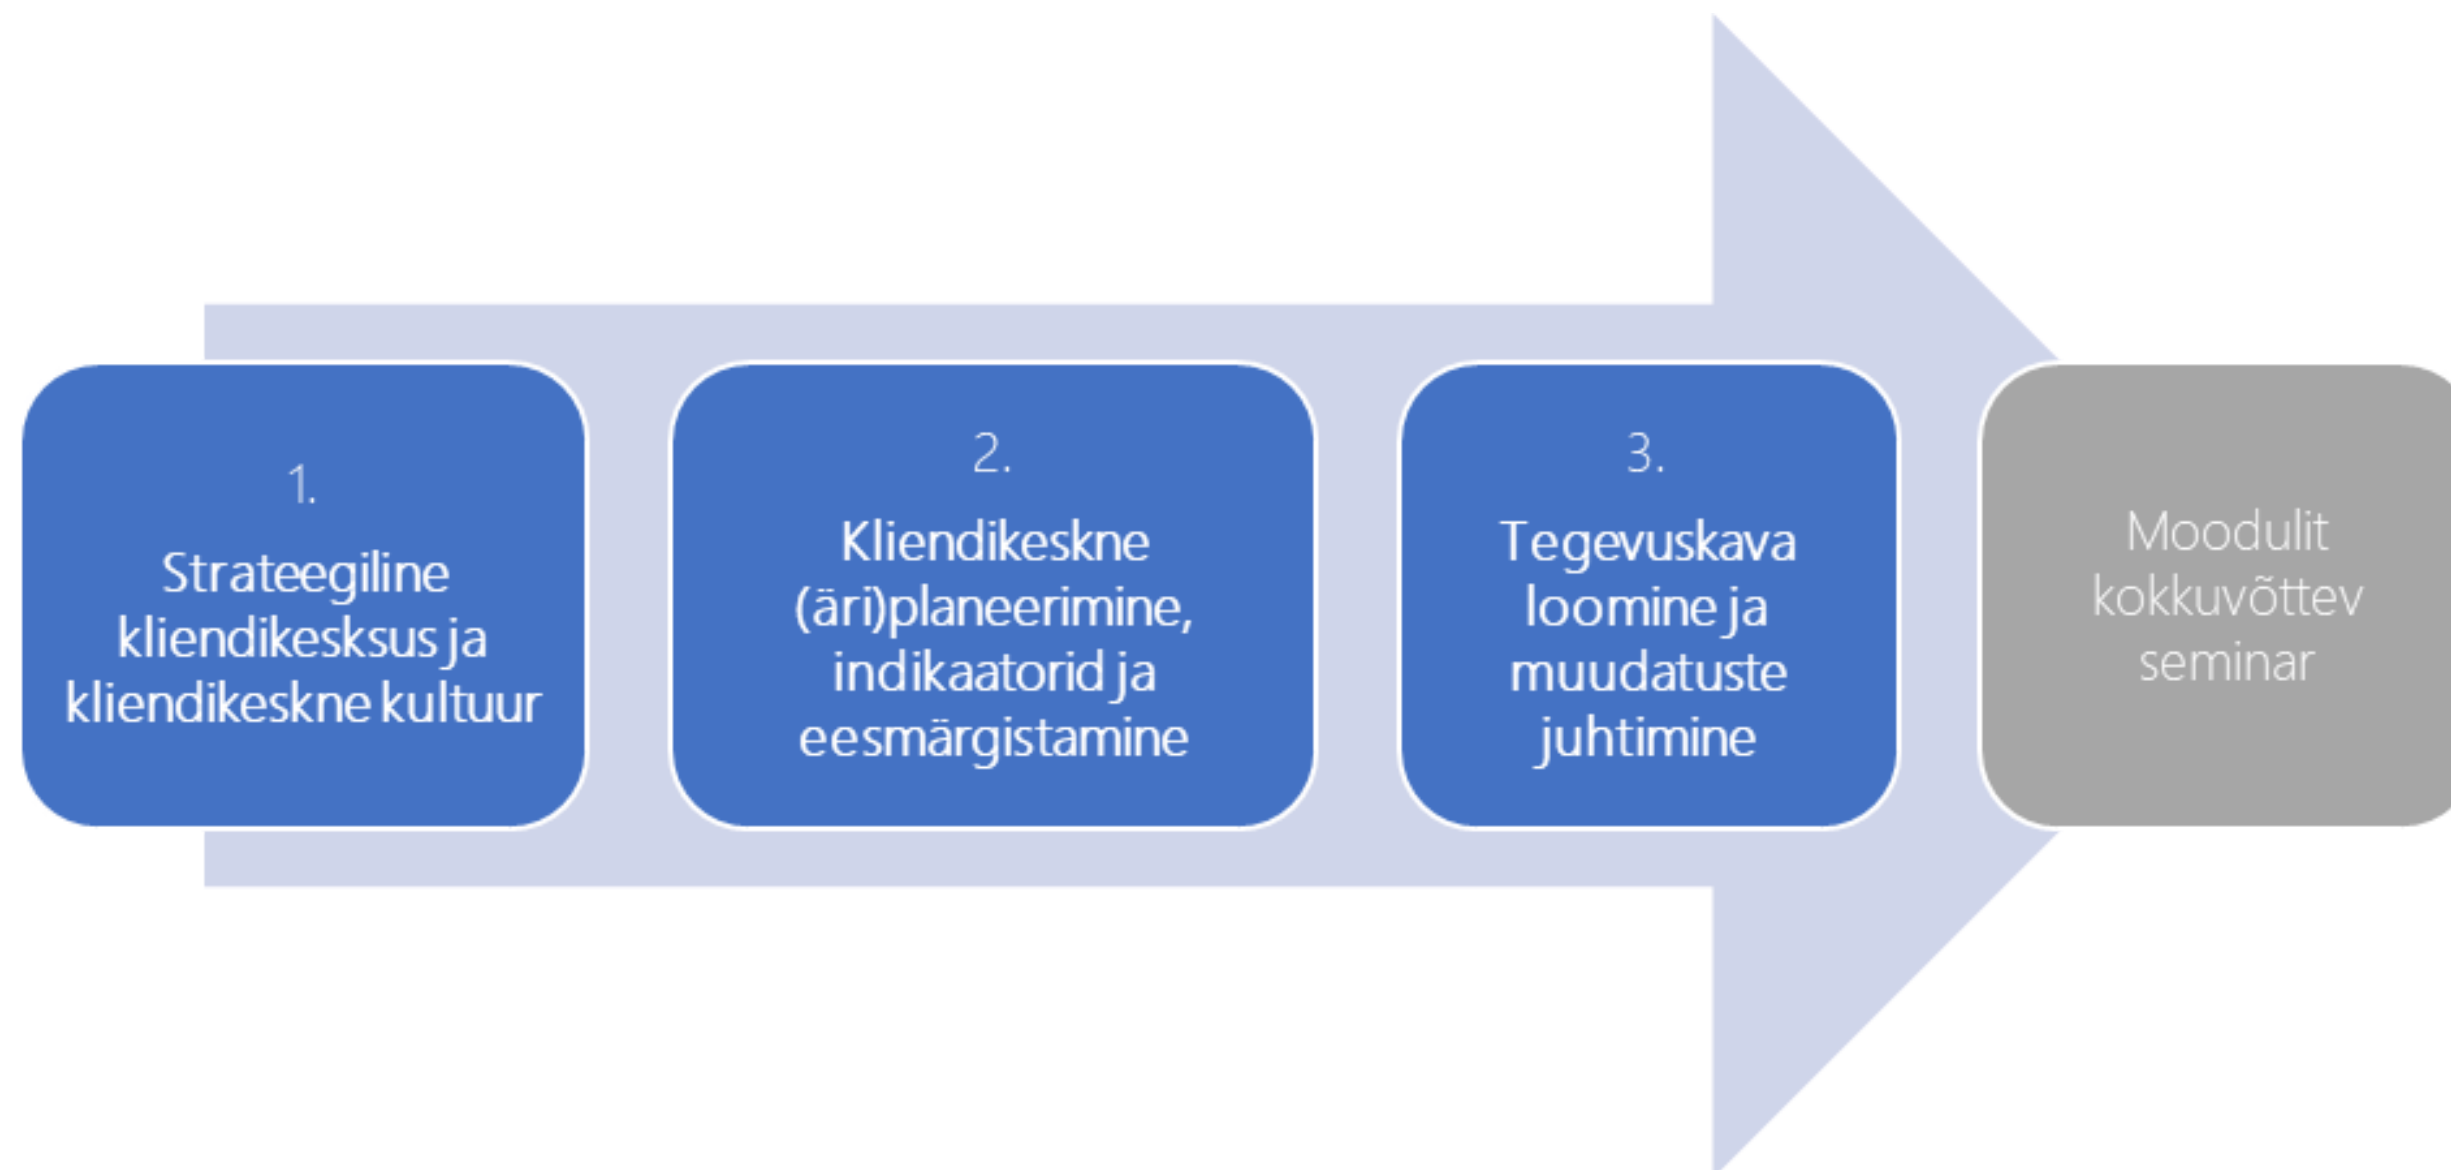 1.
Strateegiline
kliendikesksus ja
kliendikeskne kultuur
2.
Kliendikeskne
(äri)planeerimine,
indikaatorid ja
eesmärgistamine
3.
Tegevuskava
loomine ja
muudatuste
juhtimine
Moodulit
kokkuvõttev
seminar